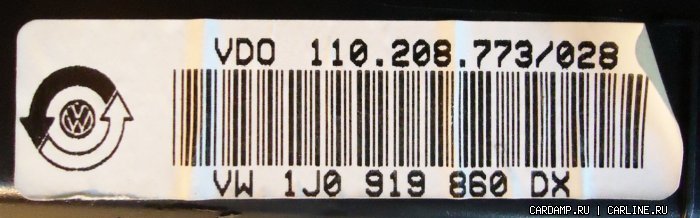 VDO 110.208.773/028
VW 1J0 919 860 DX
CARDAMP.RU | CARLINE.RU